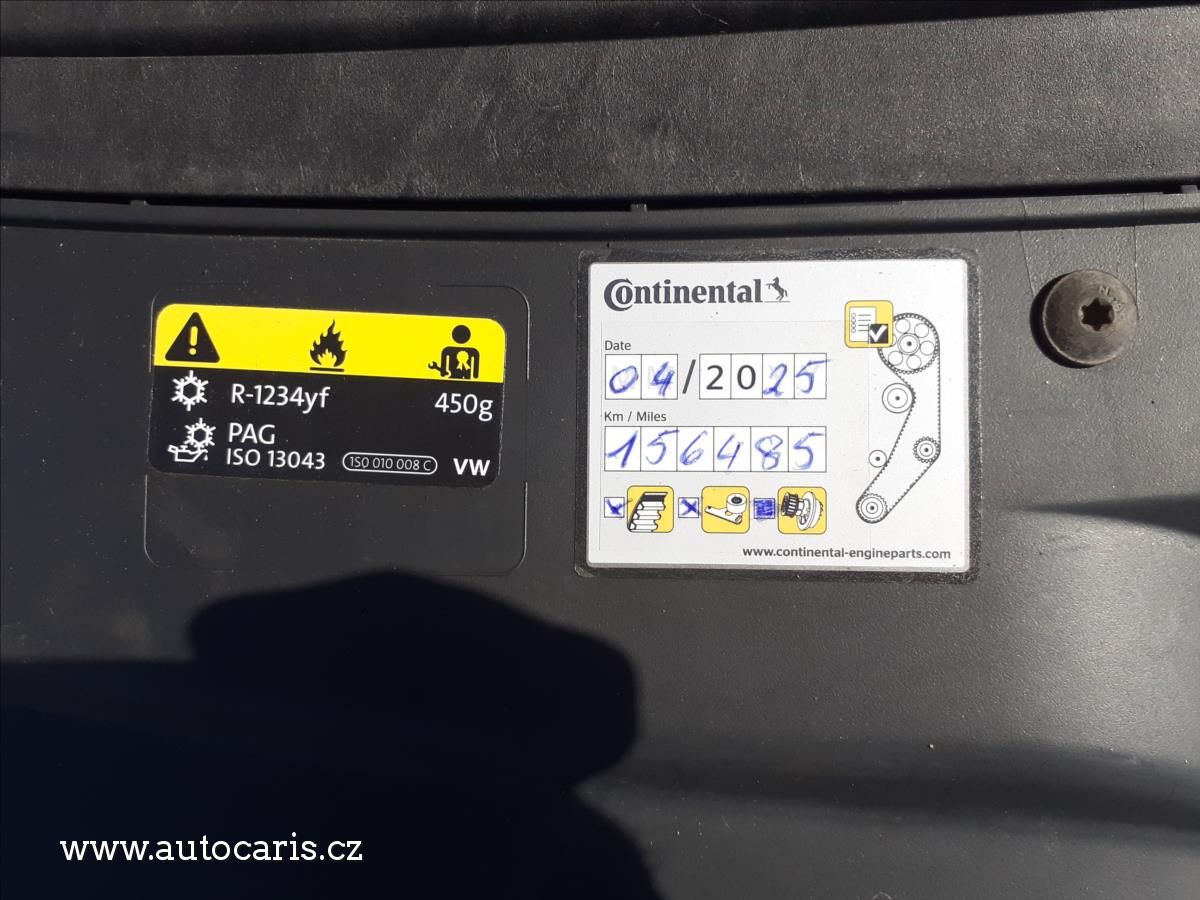 R-1234yf 450g
PAG
ISO 13043 1S0 010 008 C VW
Continental
Date
04/2025
Km / Miles
156485
www.continental-engineparts.com
www.autocaris.cz